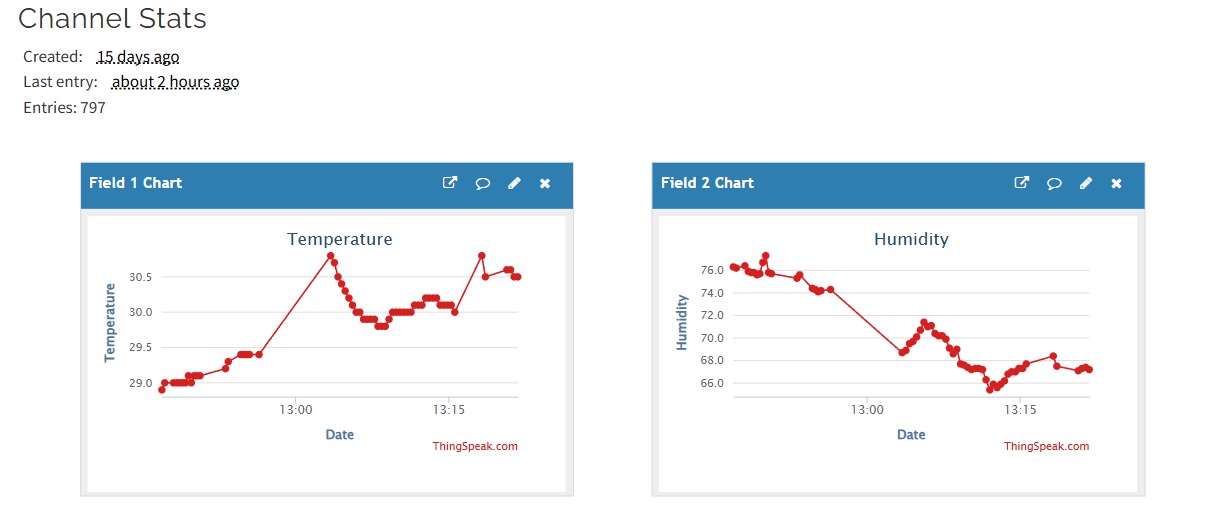 Channel Stats
Created: 15 days ago
Last entry: about 2 hours ago
Entries: 797
Field 1 Chart
Temperature
Temperature
30.5
30.0
29.5
29.0
13:00 13:15
Date
ThingSpeak.com
Field 2 Chart
Humidity
Humidity
76.0
74.0
72.0
70.0
68.0
66.0
13:00 13:15
Date
ThingSpeak.com